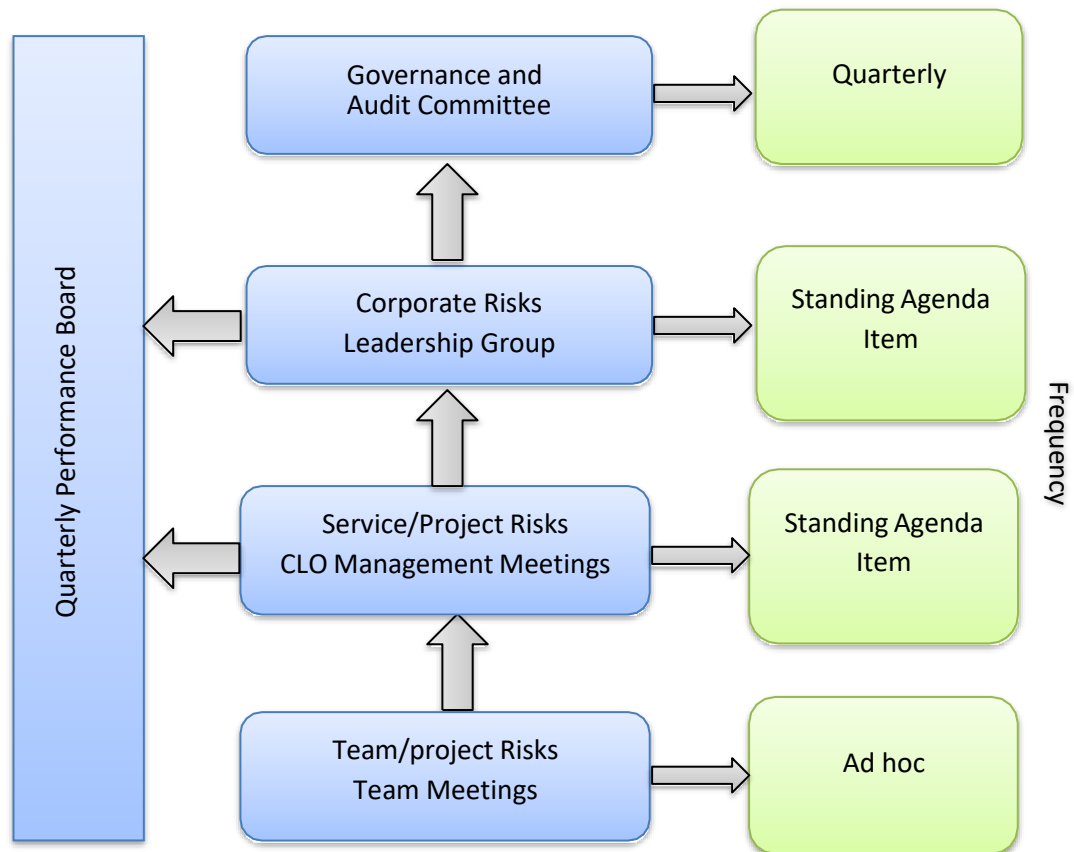 Quarterly Performance Board
Governance and
Audit Committee
Quarterly
Corporate Risks
Leadership Group
Standing Agenda
Item
Service/Project Risks
CLO Management Meetings
Standing Agenda
Item
Team/project Risks
Team Meetings
Ad hoc
Frequency